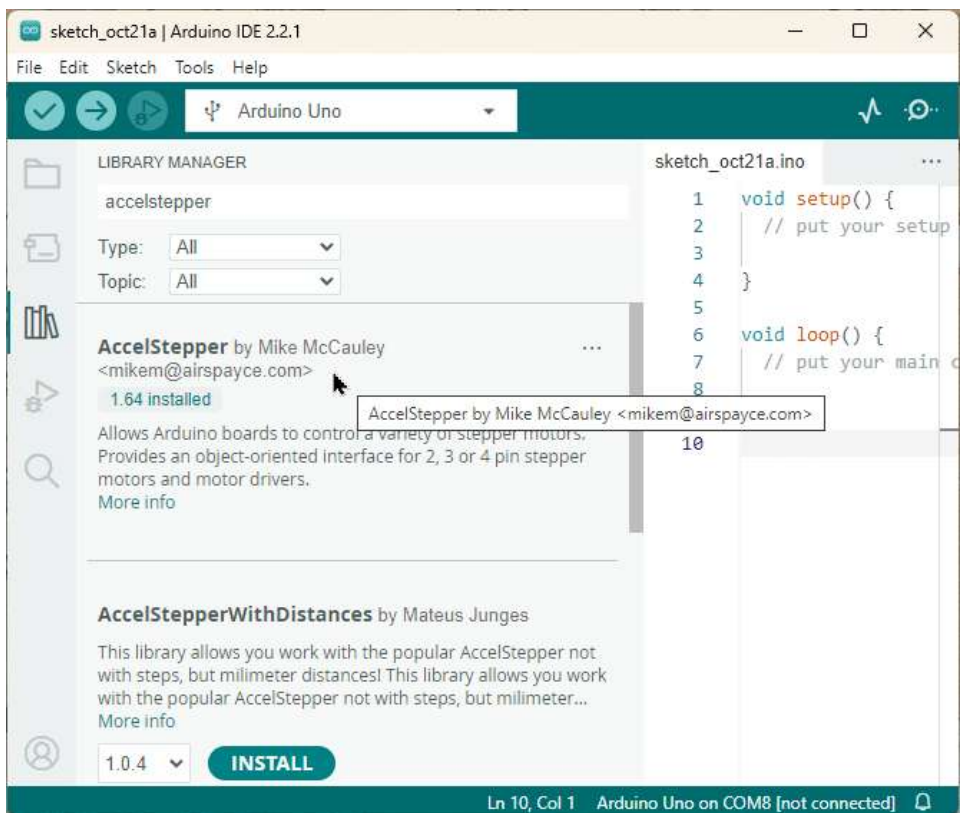 sketch_oct21a | Arduino IDE 2.2.1
File Edit Sketch Tools Help
Arduino Uno
LIBRARY MANAGER
accelstepper
Type: All
Topic: All
AccelStepper by Mike McCauley
<mikem@airspayce.com>
1.64 installed
Allows Arduino boards to control a variety of stepper motors.
Provides an object-oriented interface for 2, 3 or 4 pin stepper
motors and motor drivers.
More info
AccelStepperWithDistances by Mateus Junges
This library allows you work with the popular AccelStepper not
with steps, but milimeter distances! This library allows you work
with the popular AccelStepper not with steps, but milimeter...
More info
1.0.4 INSTALL
sketch_oct21a.ino ...
1 void setup() {
2 // put your setup
3
4 }
5
6 void loop() {
7 // put your main c
8
AccelStepper by Mike McCauley <mikem@airspayce.com>
10
Ln 10, Col 1 Arduino Uno on COM8 [not connected]